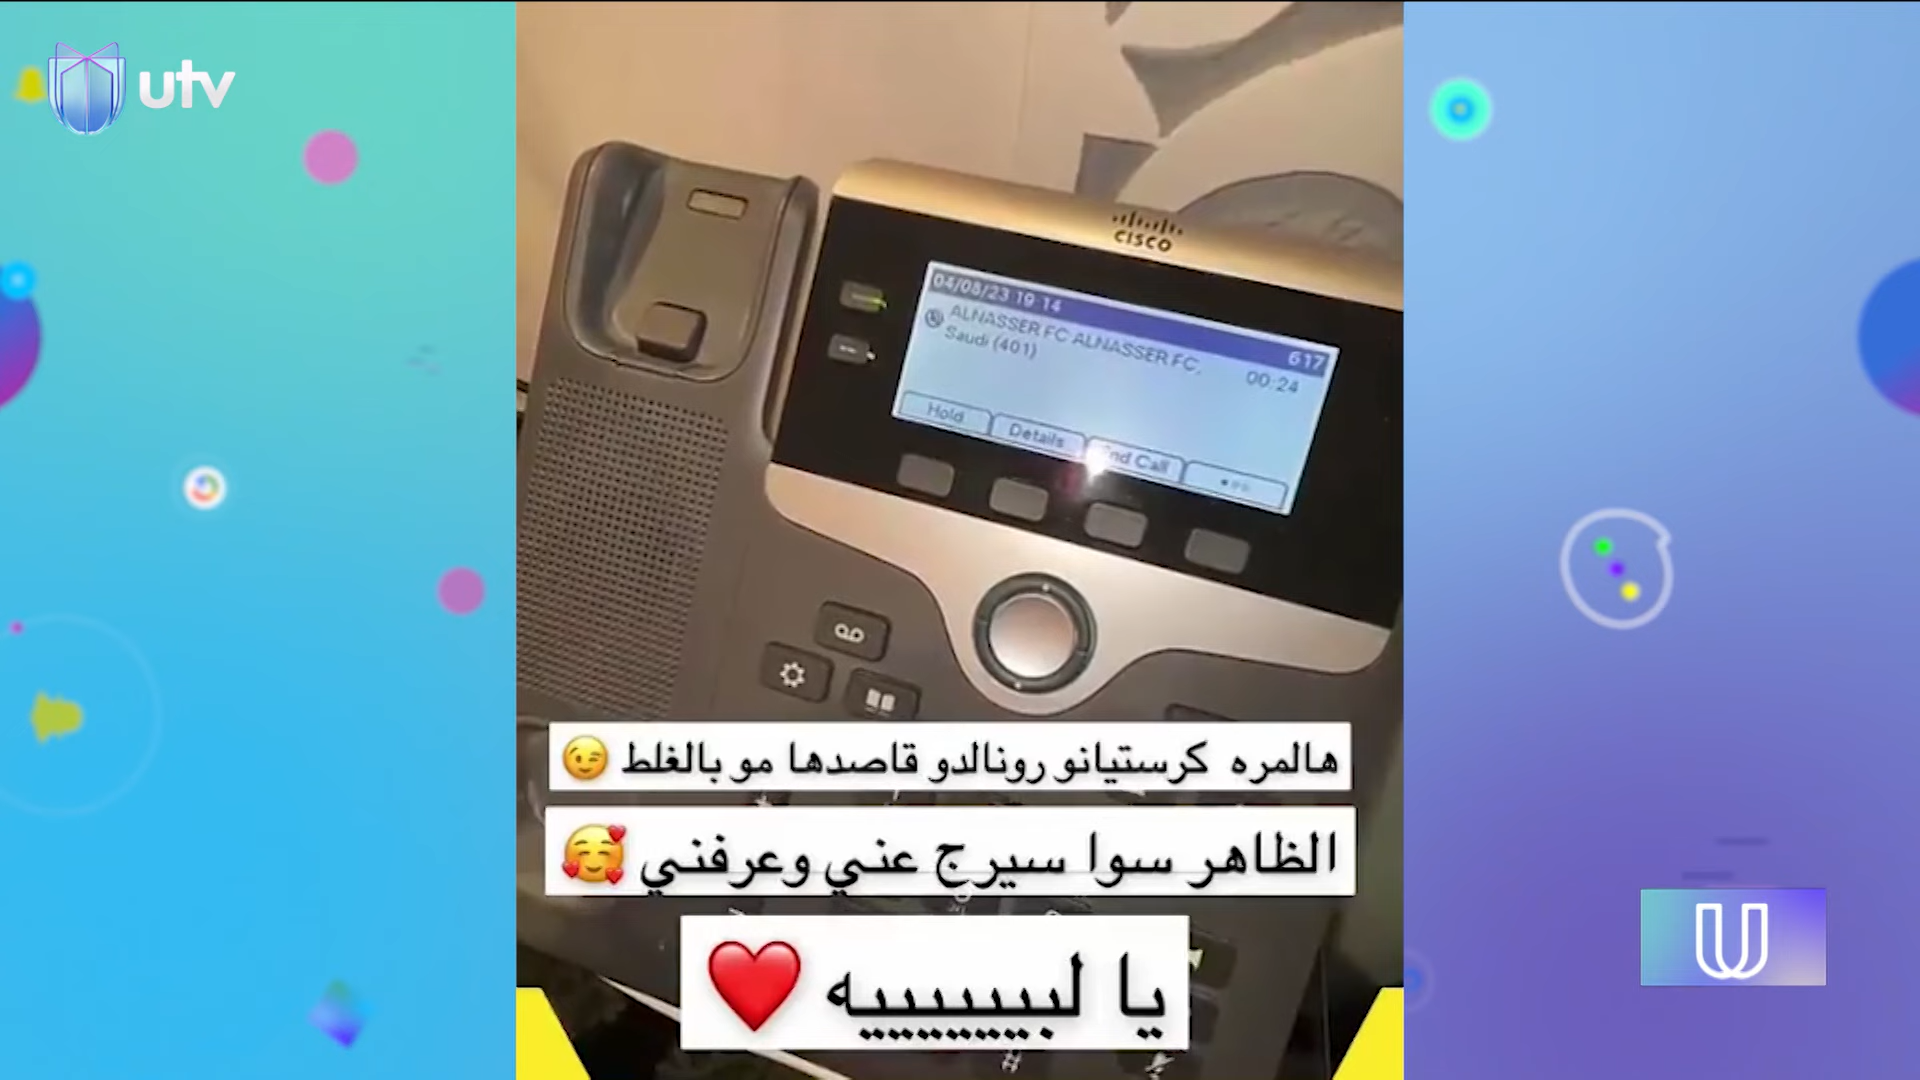 utv
CISCO
04/08/23 19:14
617
ALNASSER FC ALNASSER FC,
Saudi (401)
00:24
Hold
Details
End Call
هالمره كرستيانو رونالدو قاصدها مو بالغلط 😉
الظاهر سوا سيرج عني وعرفني 🥰
يا لبييييييه ❤️
U